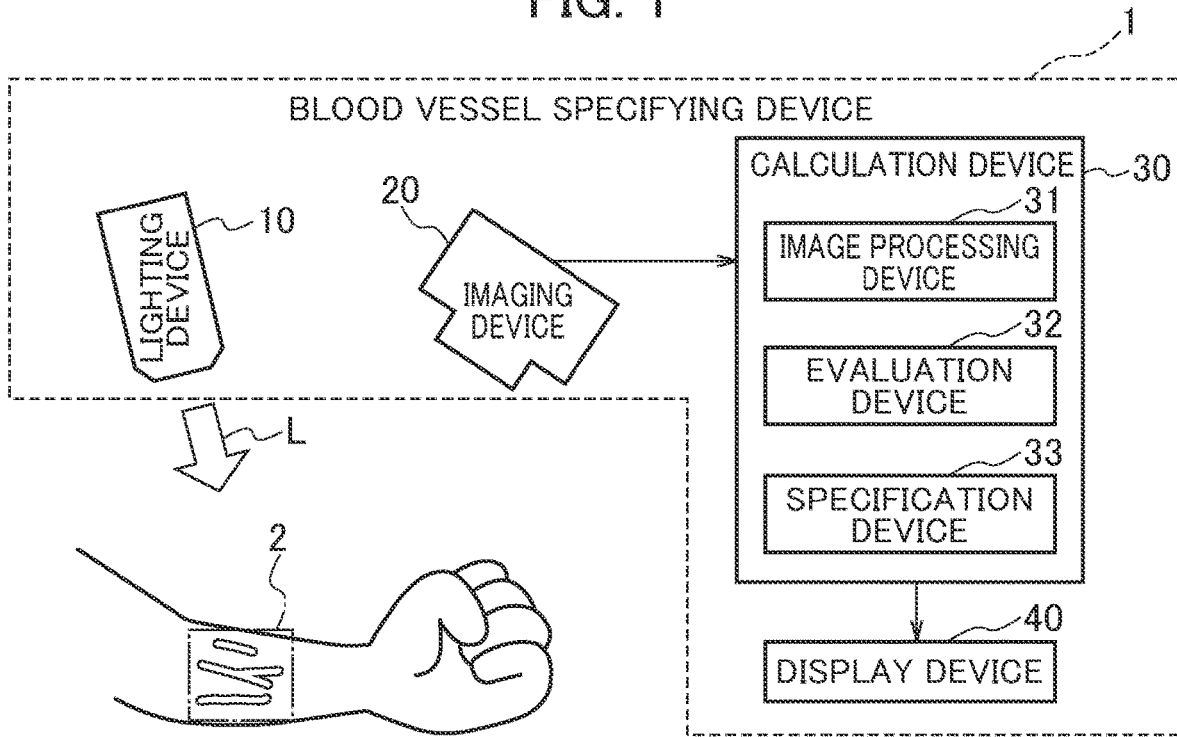 FIG. 1
1
BLOOD VESSEL SPECIFYING DEVICE
LIGHTING
DEVICE
10
20
IMAGING
DEVICE
CALCULATION DEVICE
30
31
IMAGE PROCESSING
DEVICE
32
EVALUATION
DEVICE
33
SPECIFICATION
DEVICE
L
2
40
DISPLAY DEVICE